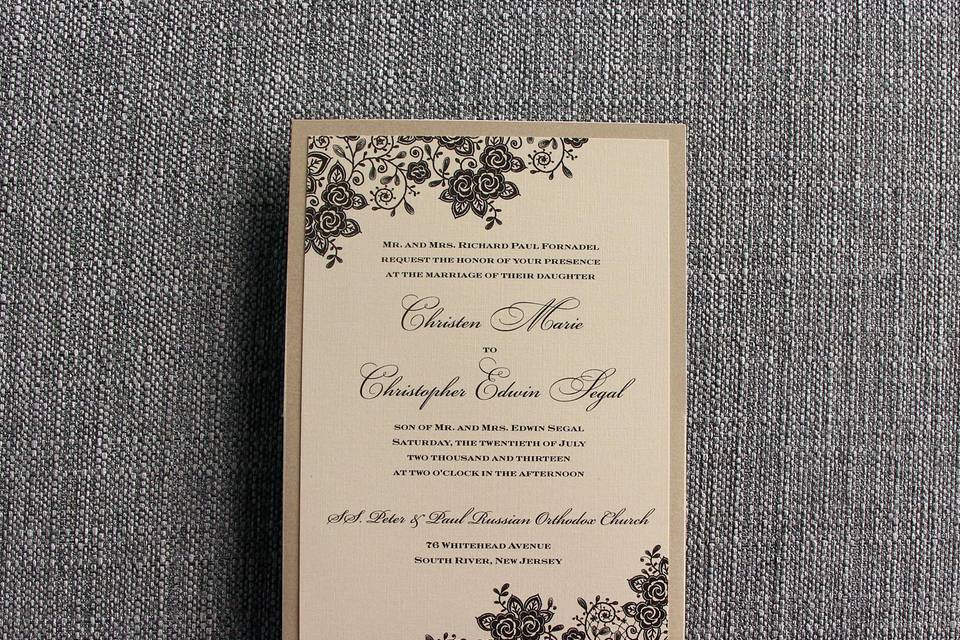 Mr. and Mrs. Richard Paul Fornadel
request the honor of your presence
at the marriage of their daughter
Christen Marie
to
Christopher Edwin Segal
son of Mr. and Mrs. Edwin Segal
Saturday, the twentieth of July
two thousand and thirteen
at two o'clock in the afternoon
SS. Peter & Paul Russian Orthodox Church
76 Whitehead Avenue
South River, New Jersey